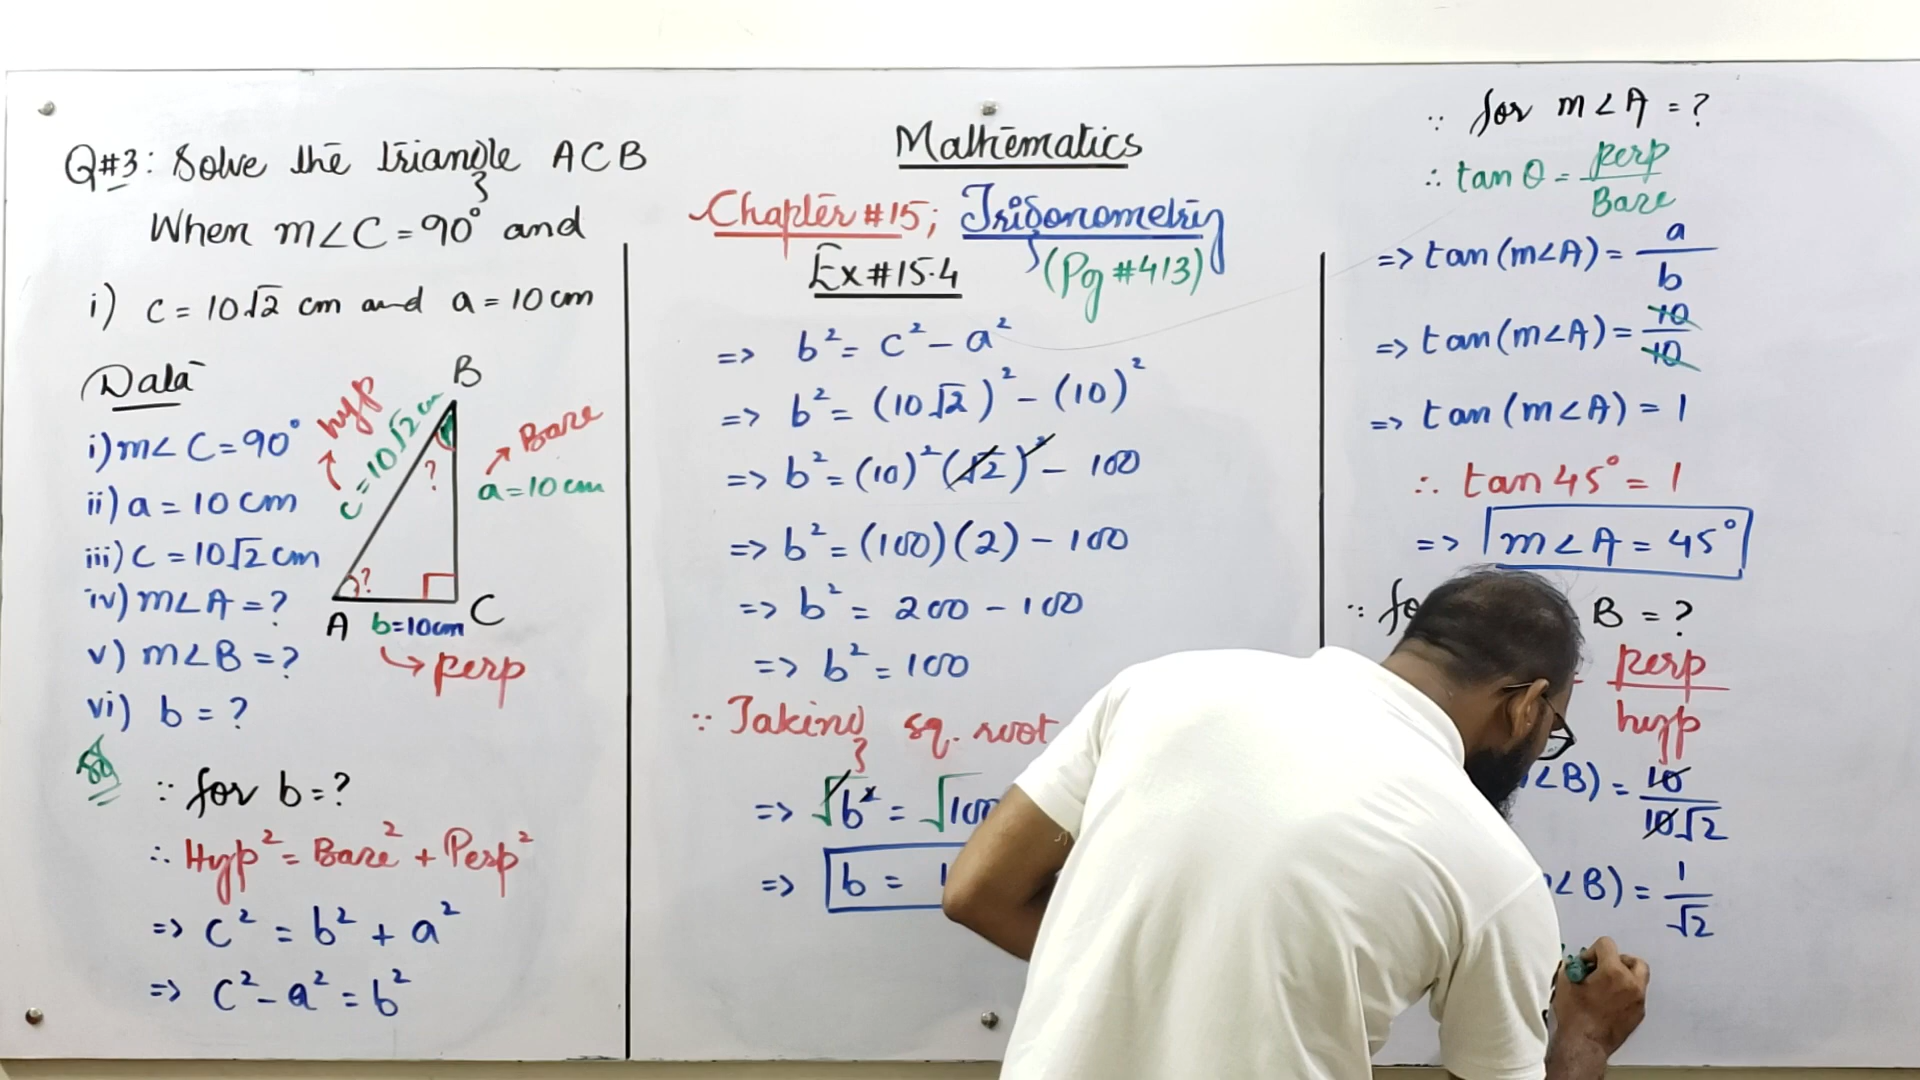 Q#3: Solve the triangle ACB
When m∠C = 90° and
i) c = 10√2 cm and a = 10 cm
Data
i) m∠C = 90°
ii) a = 10 cm
iii) c = 10√2 cm
iv) m∠A = ?
v) m∠B = ?
vi) b = ?
B
hyp
c = 10√2 cm
?
Base
a = 10 cm
?
A
b = 10cm
C
perp
Sol
∵ for b = ?
∴ Hyp² = Base² + Perp²
=> c² = b² + a²
=> c² - a² = b²
Mathematics
Chapter #15; Trigonometry
Ex #15.4
(Pg #413)
=> b² = c² - a²
=> b² = (10√2)² - (10)²
=> b² = (10)² (√2)² - 100
=> b² = (100)(2) - 100
=> b² = 200 - 100
=> b² = 100
∵ Taking sq. root
=> √b² = √100
=> b =
∵ for m∠A = ?
∴ tan θ = perp/Base
=> tan (m∠A) = a/b
=> tan (m∠A) = 10/10
=> tan (m∠A) = 1
∴ tan 45° = 1
=> m∠A = 45°
∵ B = ?
= perp/hyp
∠B) = 10/10√2
∠B) = 1/√2